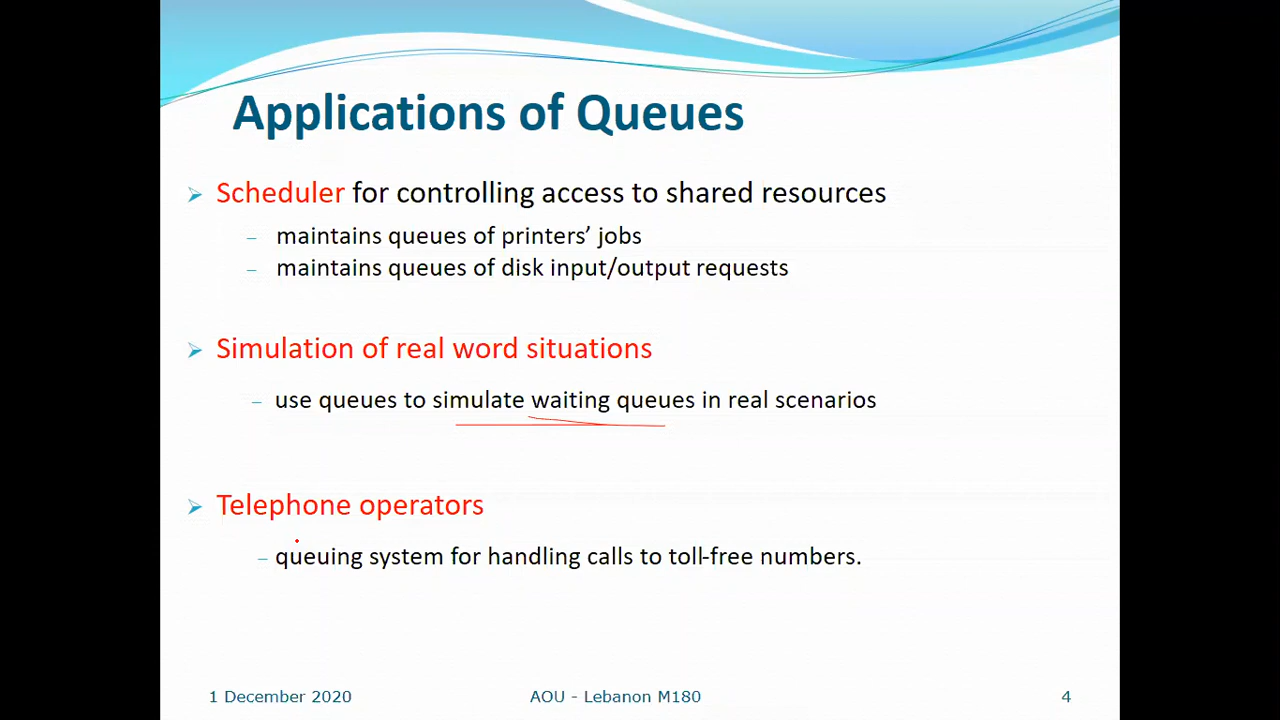 Applications of Queues
Scheduler for controlling access to shared resources
– maintains queues of printers’ jobs
– maintains queues of disk input/output requests
Simulation of real word situations
– use queues to simulate waiting queues in real scenarios
Telephone operators
– queuing system for handling calls to toll-free numbers.
1 December 2020 AOU - Lebanon M180 4